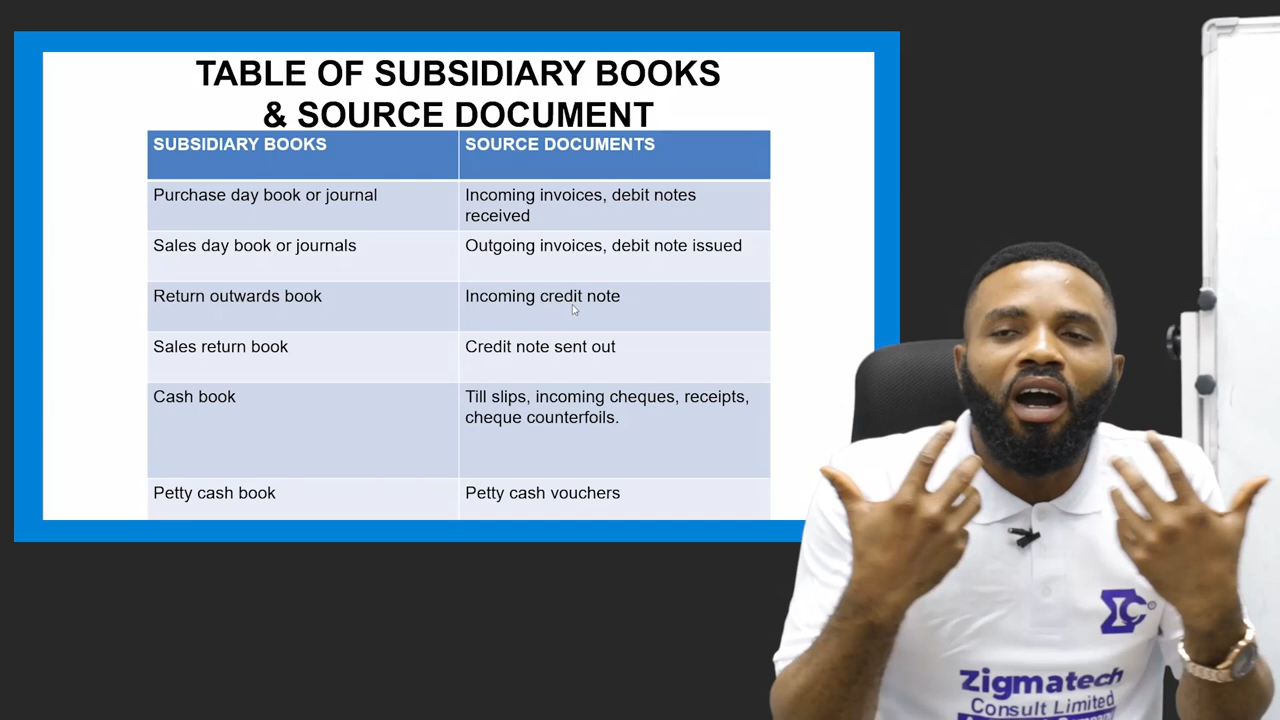 TABLE OF SUBSIDIARY BOOKS
& SOURCE DOCUMENT
SUBSIDIARY BOOKS
SOURCE DOCUMENTS
Purchase day book or journal
Incoming invoices, debit notes
received
Sales day book or journals
Outgoing invoices, debit note issued
Return outwards book
Incoming credit note
Sales return book
Credit note sent out
Cash book
Till slips, incoming cheques, receipts,
cheque counterfoils.
Petty cash book
Petty cash vouchers
Zigmatech
Consult Limited